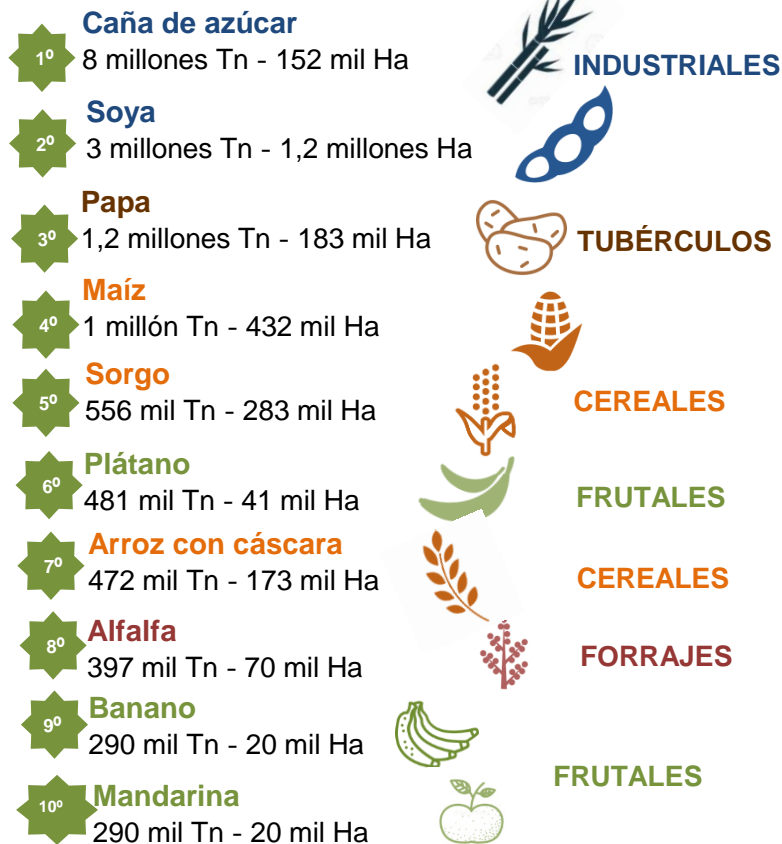 Caña de azúcar
1º
8 millones Tn - 152 mil Ha
INDUSTRIALES
Soya
2º
3 millones Tn - 1,2 millones Ha
Papa
3º
1,2 millones Tn - 183 mil Ha
TUBÉRCULOS
Maíz
4º
1 millón Tn - 432 mil Ha
Sorgo
5º
556 mil Tn - 283 mil Ha
CEREALES
Plátano
6º
481 mil Tn - 41 mil Ha
FRUTALES
Arroz con cáscara
7º
472 mil Tn - 173 mil Ha
CEREALES
Alfalfa
8º
397 mil Tn - 70 mil Ha
FORRAJES
Banano
9º
290 mil Tn - 20 mil Ha
FRUTALES
Mandarina
10º
290 mil Tn - 20 mil Ha